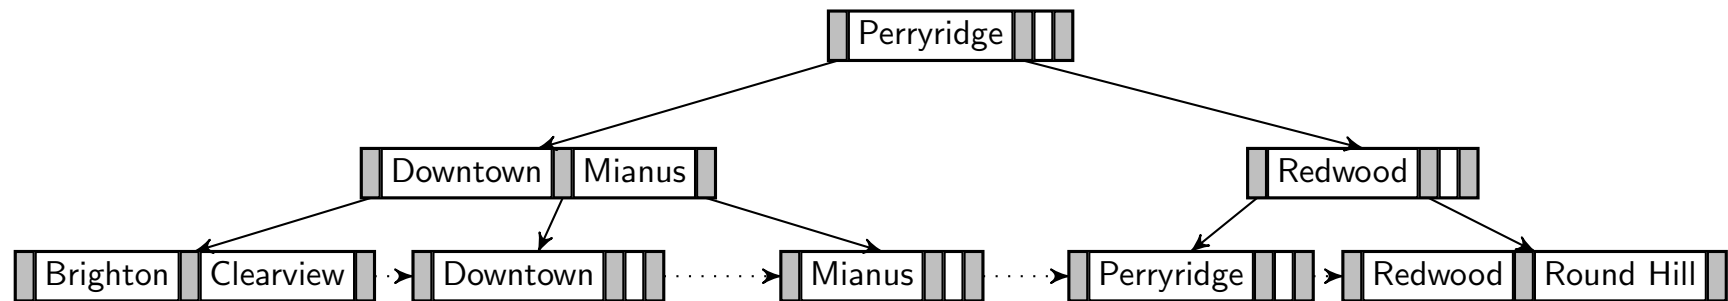 Perryridge
Downtown Mianus
Redwood
Brighton Clearview
Downtown
Mianus
Perryridge
Redwood Round Hill